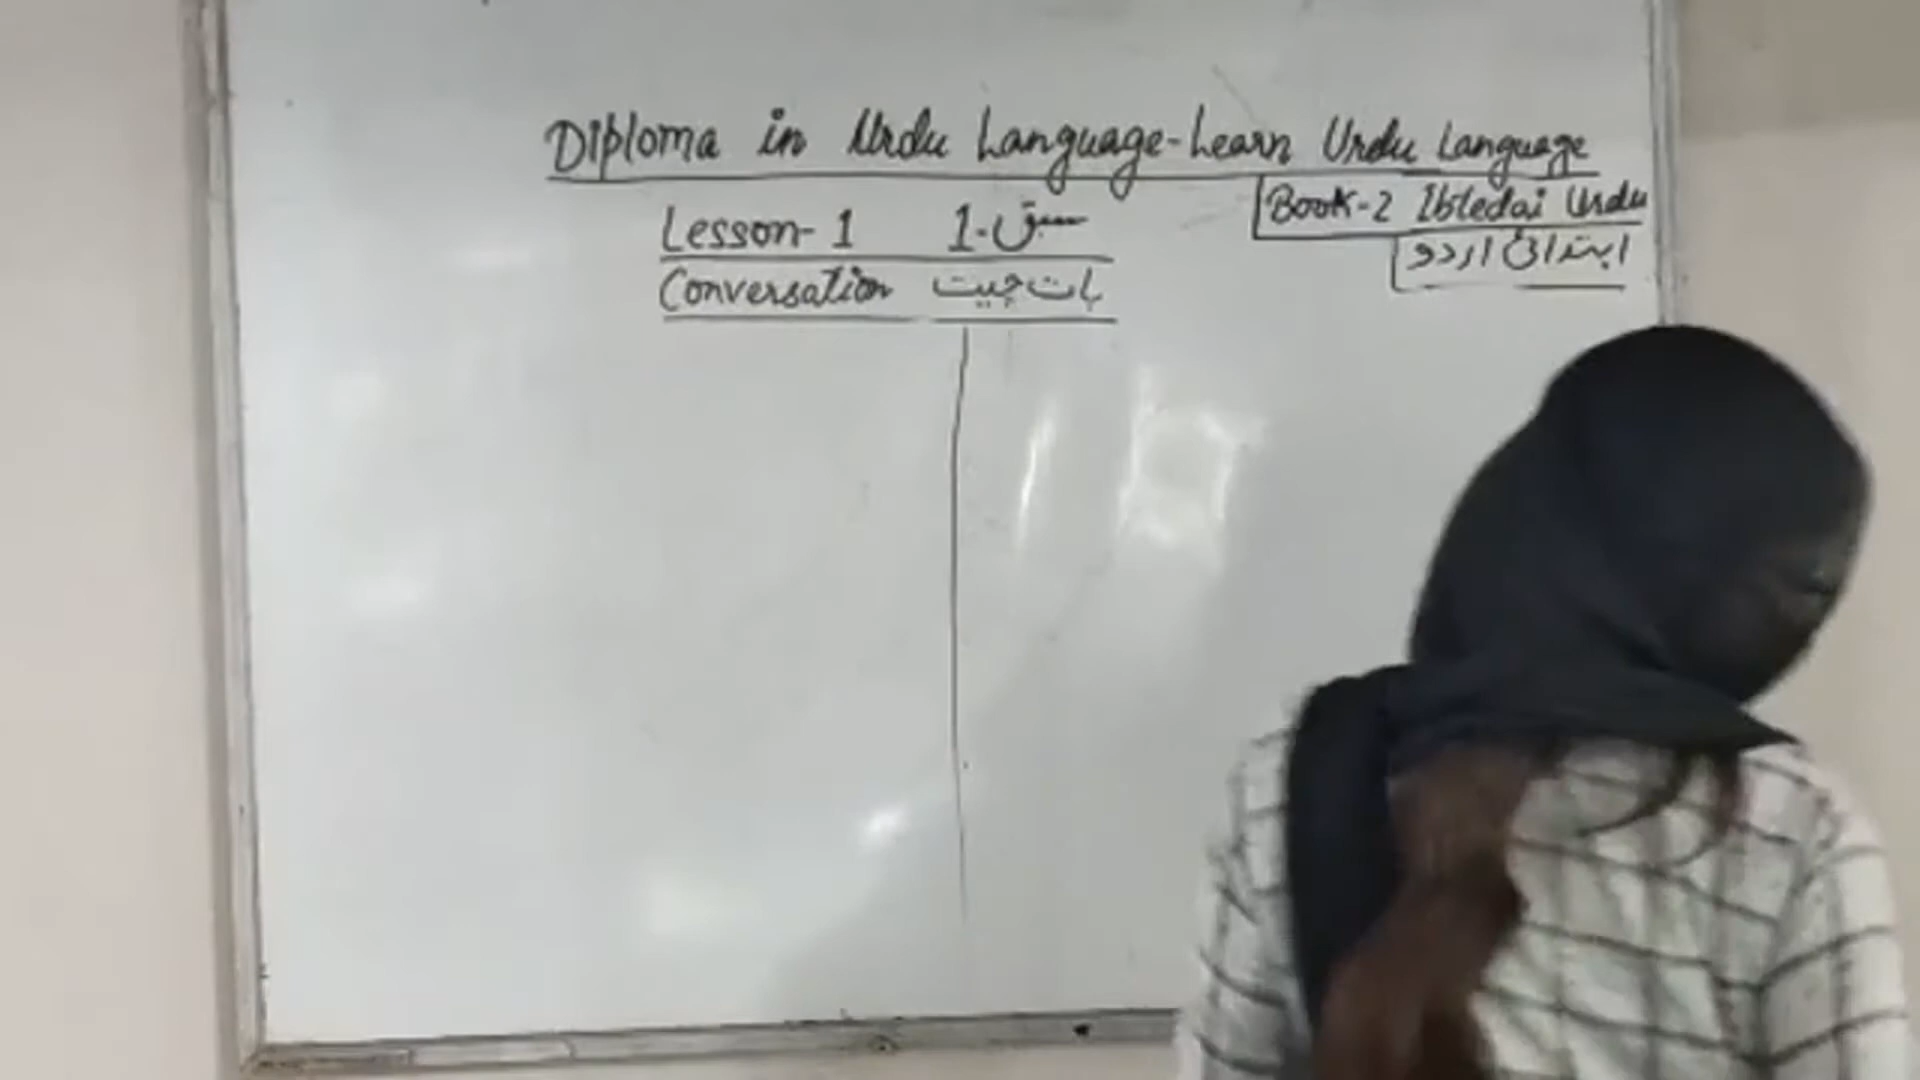 Diploma in Urdu Language-Learn Urdu Language
Lesson-1 سبق-1
Book-2 Ibtedai Urdu
ابتدائی اردو
Conversation بات چیت